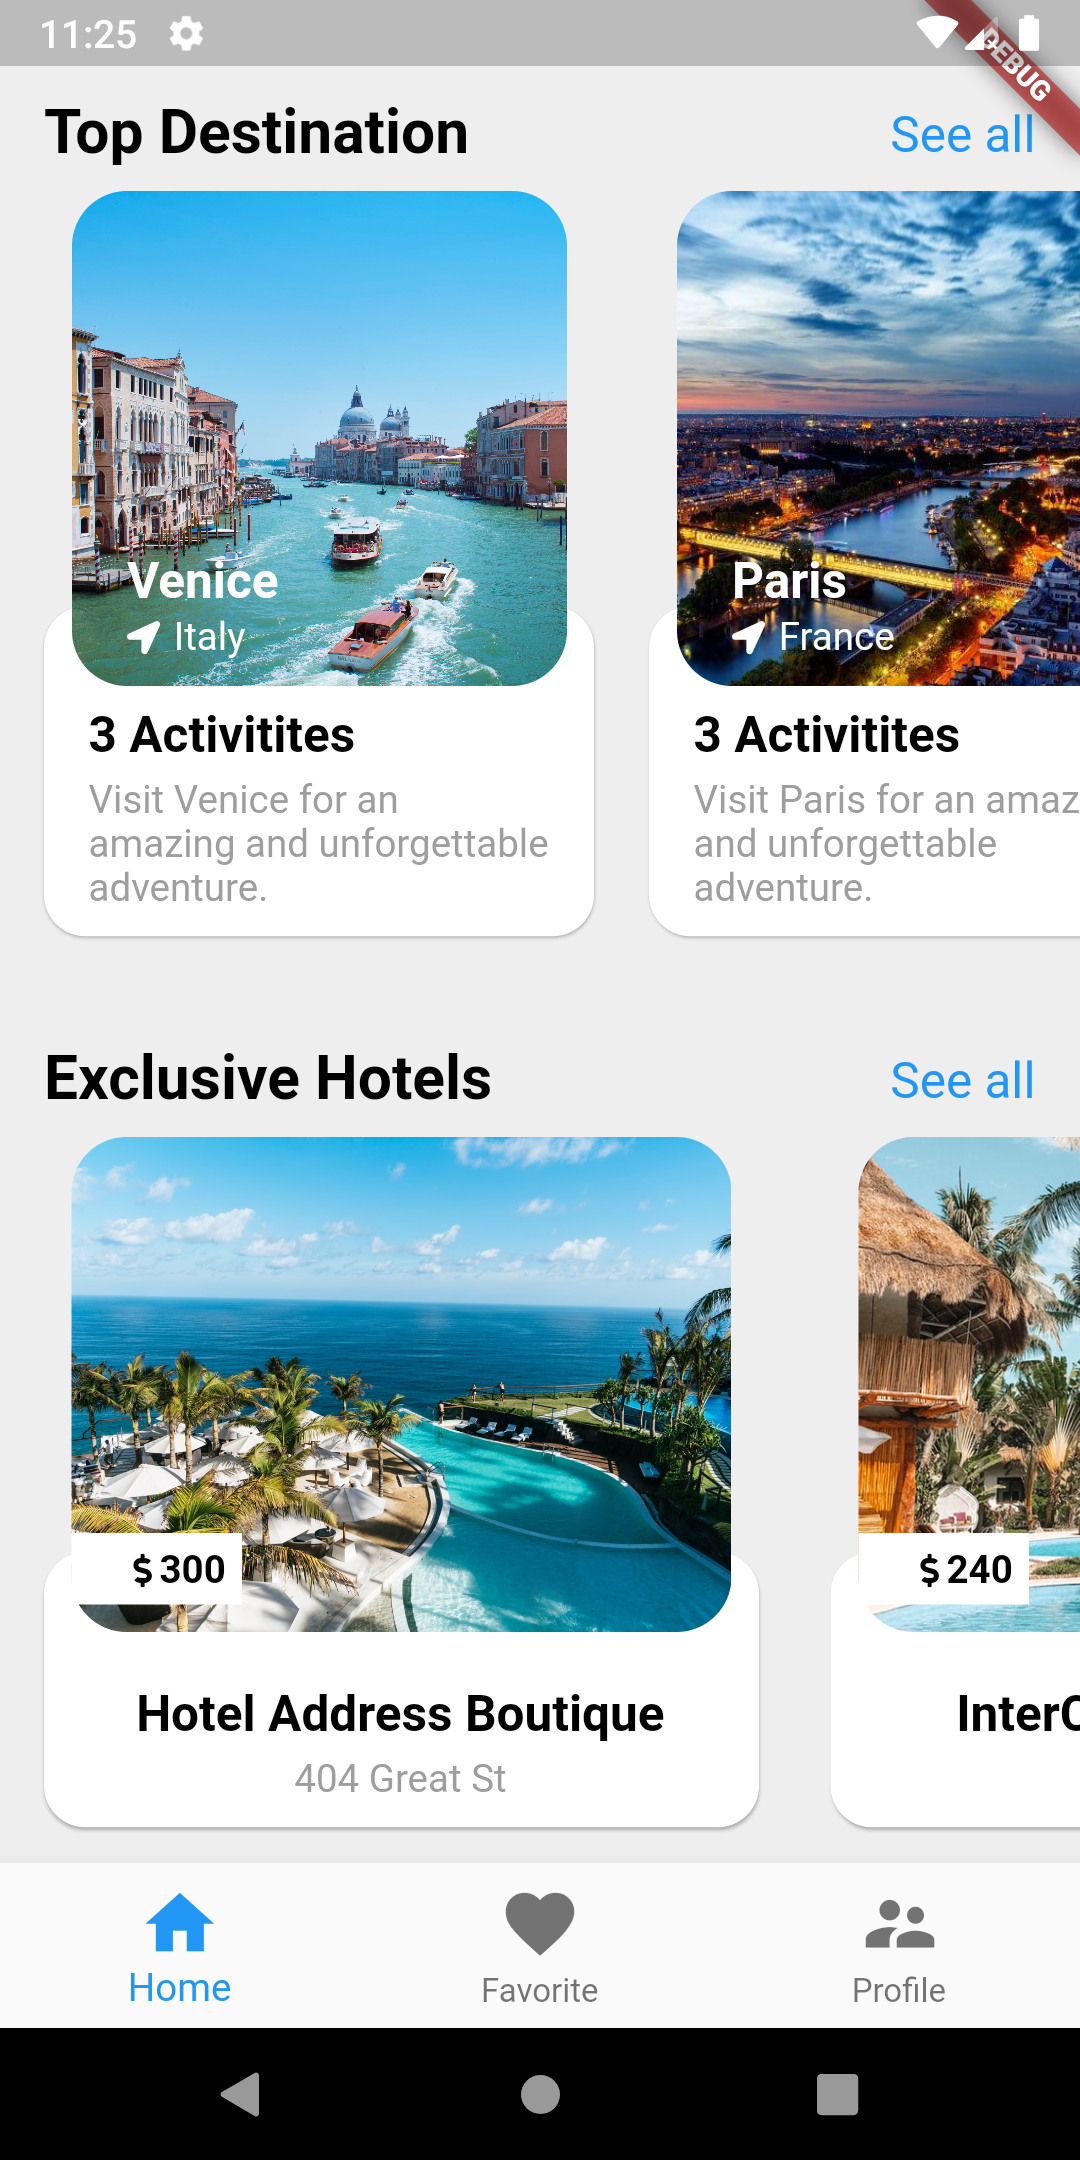 11:25
DEBUG
Top Destination
See all
Venice
Italy
Paris
France
3 Activitites
Visit Venice for an
amazing and unforgettable
adventure.
3 Activitites
Visit Paris for an amaz
and unforgettable
adventure.
Exclusive Hotels
See all
$300
$240
Hotel Address Boutique
404 Great St
InterC
Home
Favorite
Profile